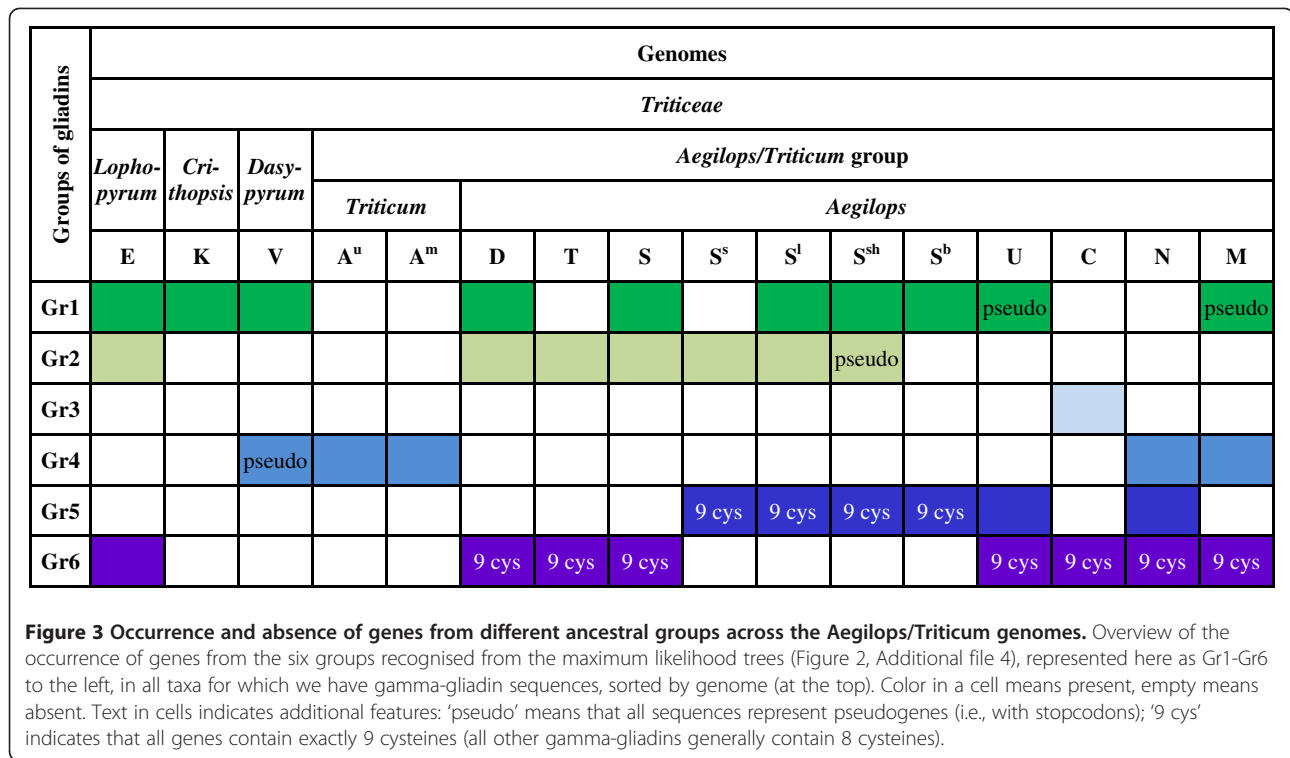 Groups of gliadins
Genomes
Triticeae
Lopho- Cri- Dasy- Aegilops/Triticum group
pyrum thopsis pyrum
Triticum Aegilops
E K V Aᵘ Aᵐ D T S Sˢ Sˡ Sˢʰ Sᵇ U C N M
Gr1 pseudo pseudo
Gr2 pseudo
Gr3
Gr4 pseudo
Gr5 9 cys 9 cys 9 cys 9 cys
Gr6 9 cys 9 cys 9 cys 9 cys 9 cys 9 cys 9 cys
Figure 3 Occurrence and absence of genes from different ancestral groups across the Aegilops/Triticum genomes. Overview of the
occurrence of genes from the six groups recognised from the maximum likelihood trees (Figure 2, Additional file 4), represented here as Gr1-Gr6
to the left, in all taxa for which we have gamma-gliadin sequences, sorted by genome (at the top). Color in a cell means present, empty means
absent. Text in cells indicates additional features: ‘pseudo’ means that all sequences represent pseudogenes (i.e., with stopcodons); ‘9 cys’
indicates that all genes contain exactly 9 cysteines (all other gamma-gliadins generally contain 8 cysteines).